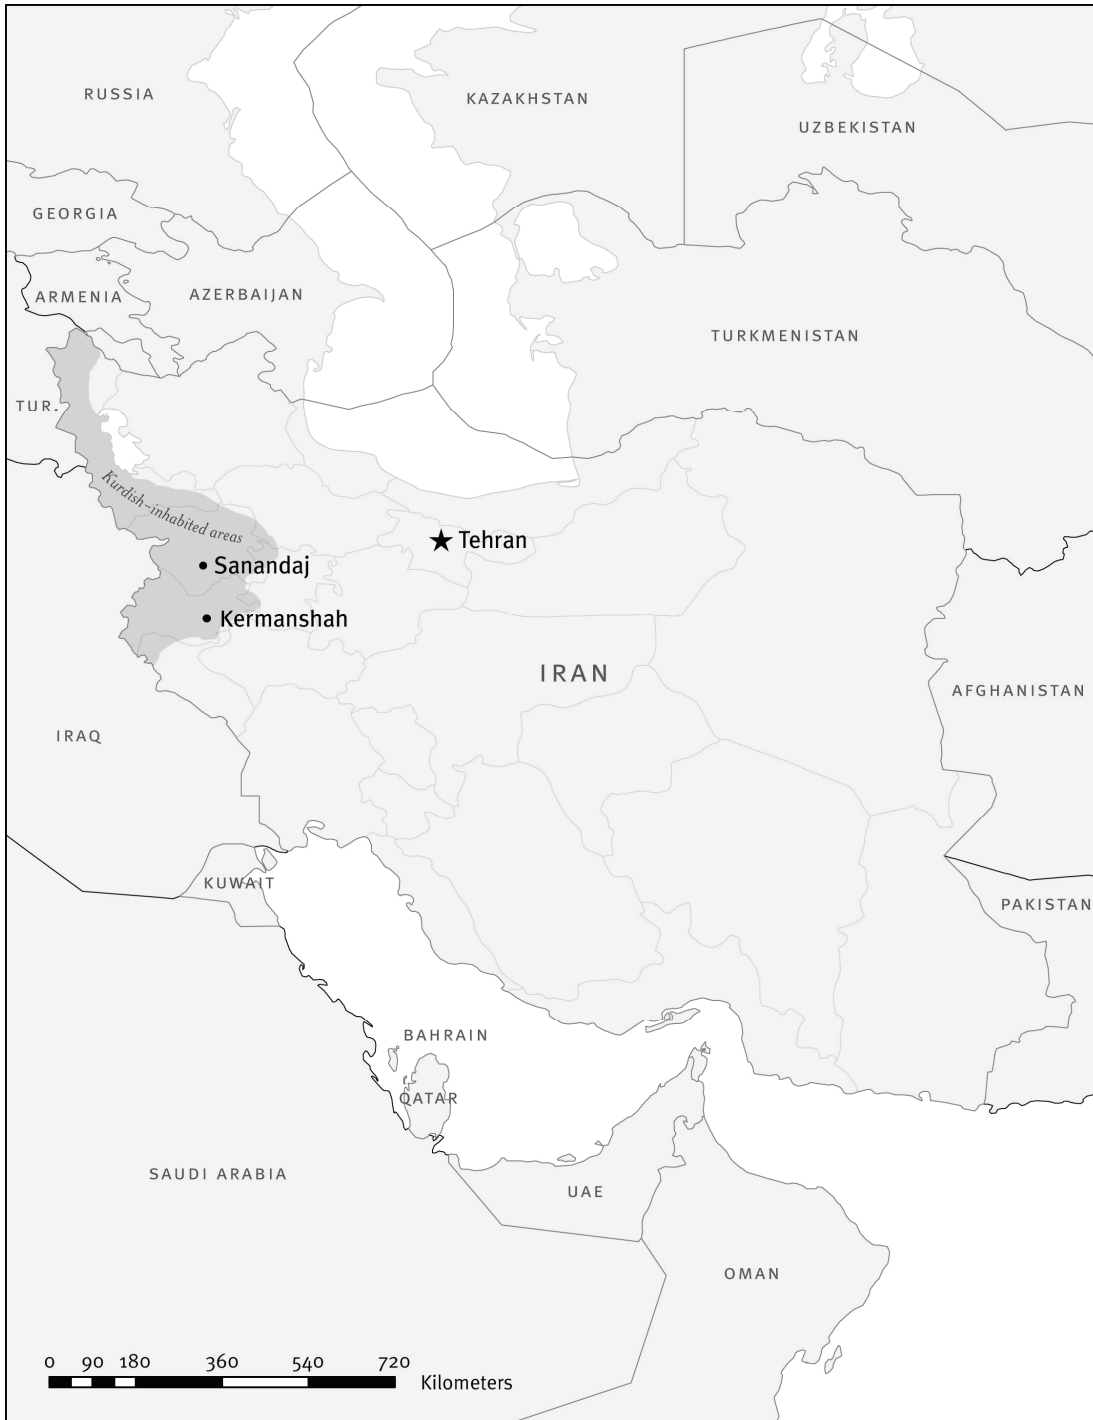 RUSSIA
KAZAKHSTAN
UZBEKISTAN
GEORGIA
ARMENIA
AZERBAIJAN
TURKMENISTAN
TUR.
Kurdish-inhabited areas
Tehran
Sanandaj
Kermanshah
IRAN
AFGHANISTAN
IRAQ
KUWAIT
PAKISTAN
BAHRAIN
QATAR
SAUDI ARABIA
UAE
OMAN
0 90 180 360 540 720
Kilometers